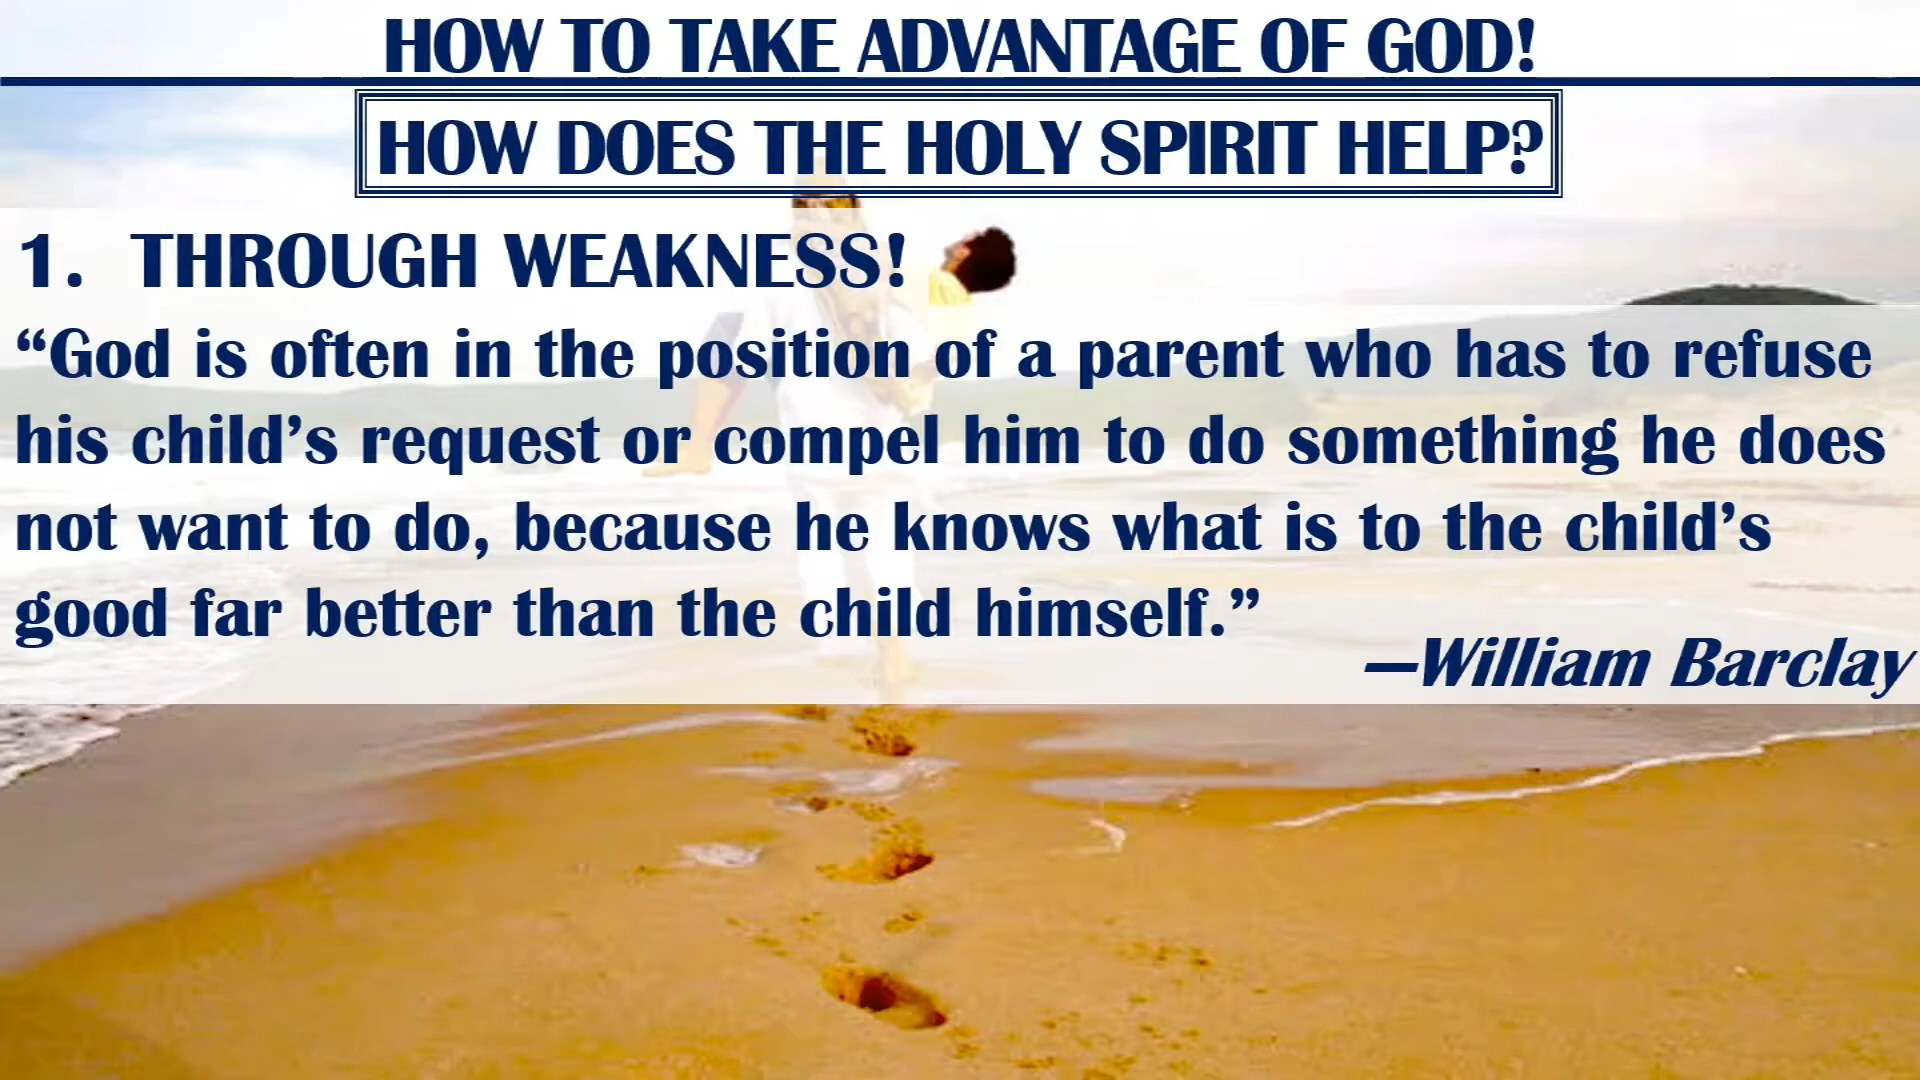 HOW TO TAKE ADVANTAGE OF GOD!
HOW DOES THE HOLY SPIRIT HELP?
1. THROUGH WEAKNESS!
“God is often in the position of a parent who has to refuse
his child’s request or compel him to do something he does
not want to do, because he knows what is to the child’s
good far better than the child himself.”
—William Barclay